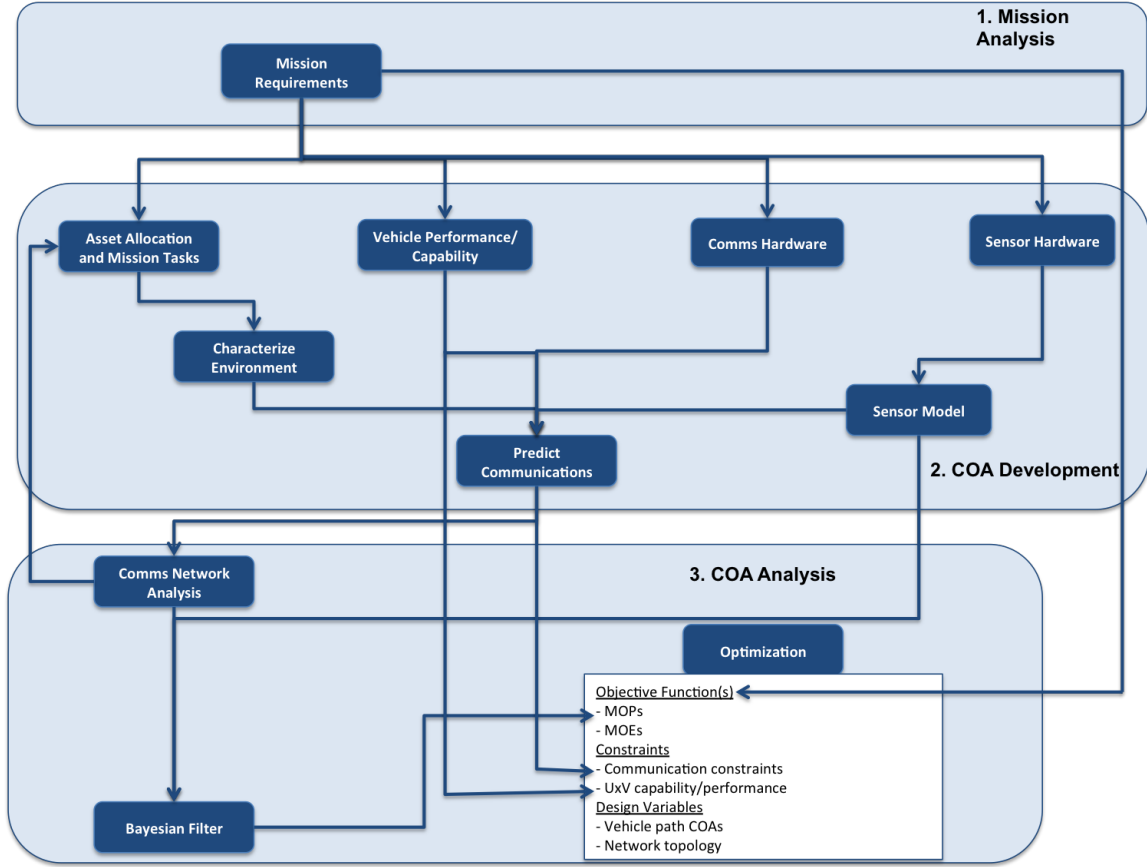 1. Mission
Analysis
Mission
Requirements
Asset Allocation
and Mission Tasks
Vehicle Performance/
Capability
Comms Hardware
Sensor Hardware
Characterize
Environment
Sensor Model
Predict
Communications
2. COA Development
Comms Network
Analysis
3. COA Analysis
Optimization
Objective Function(s)
- MOPs
- MOEs
Constraints
- Communication constraints
- UxV capability/performance
Design Variables
- Vehicle path COAs
- Network topology
Bayesian Filter